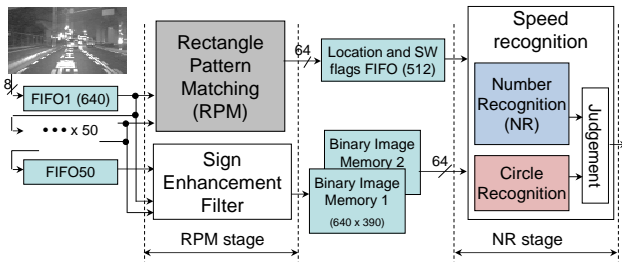 8
FIFO1 (640)
••• x 50
FIFO50
Rectangle
Pattern
Matching
(RPM)
Sign
Enhancement
Filter
RPM stage
64
Location and SW
flags FIFO (512)
Binary Image
Memory 2
Binary Image
Memory 1
(640 x 390)
64
Speed
recognition
Number
Recognition
(NR)
Circle
Recognition
Judgement
NR stage